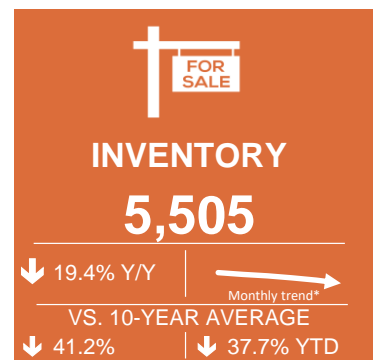 FOR
SALE
INVENTORY
5,505
19.4% Y/Y
Monthly trend*
VS. 10-YEAR AVERAGE
41.2%
37.7% YTD